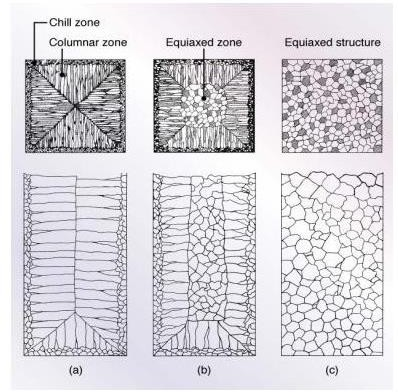 Chill zone
Columnar zone
Equiaxed zone
Equiaxed structure
(a)
(b)
(c)